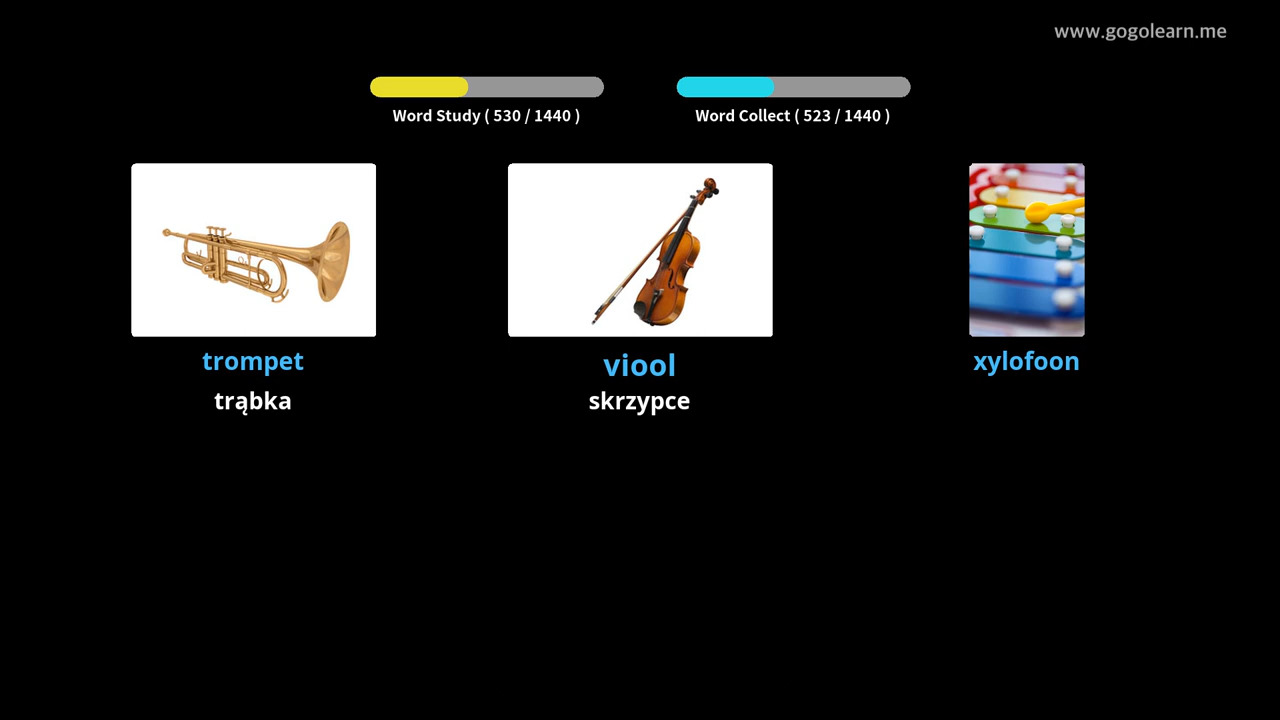 www.gogolearn.me
Word Study ( 530 / 1440 )
Word Collect ( 523 / 1440 )
trompet
viool
xylofoon
trąbka
skrzypce